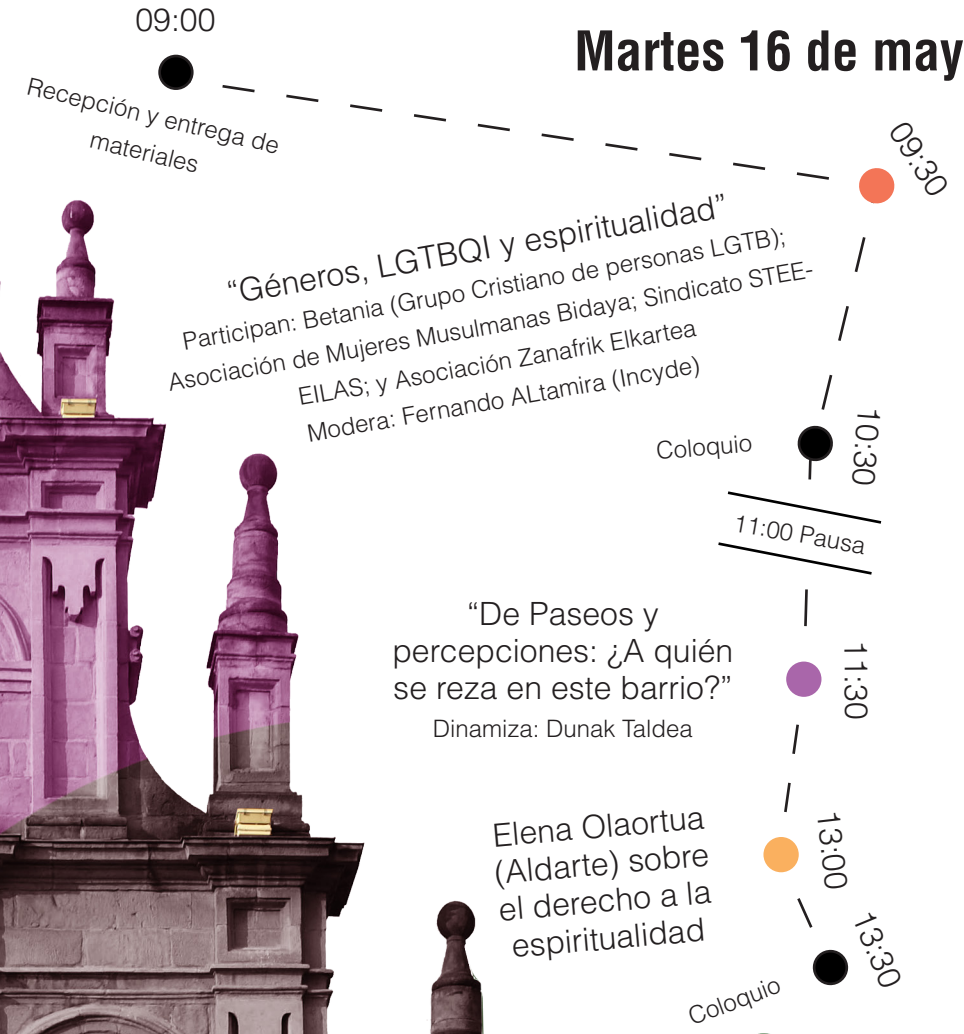 09:00
Martes 16 de may
Recepción y entrega de
materiales
09:30
“Géneros, LGTBQI y espiritualidad”
Participan: Betania (Grupo Cristiano de personas LGTB);
Asociación de Mujeres Musulmanas Bidaya; Sindicato STEE-
EILAS; y Asociación Zanafrik Elkartea
Modera: Fernando ALtamira (Incyde)
10:30
Coloquio
11:00 Pausa
“De Paseos y
percepciones: ¿A quién
se reza en este barrio?”
Dinamiza: Dunak Taldea
11:30
Elena Olaortua
(Aldarte) sobre
el derecho a la
espiritualidad
13:00
13:30
Coloquio